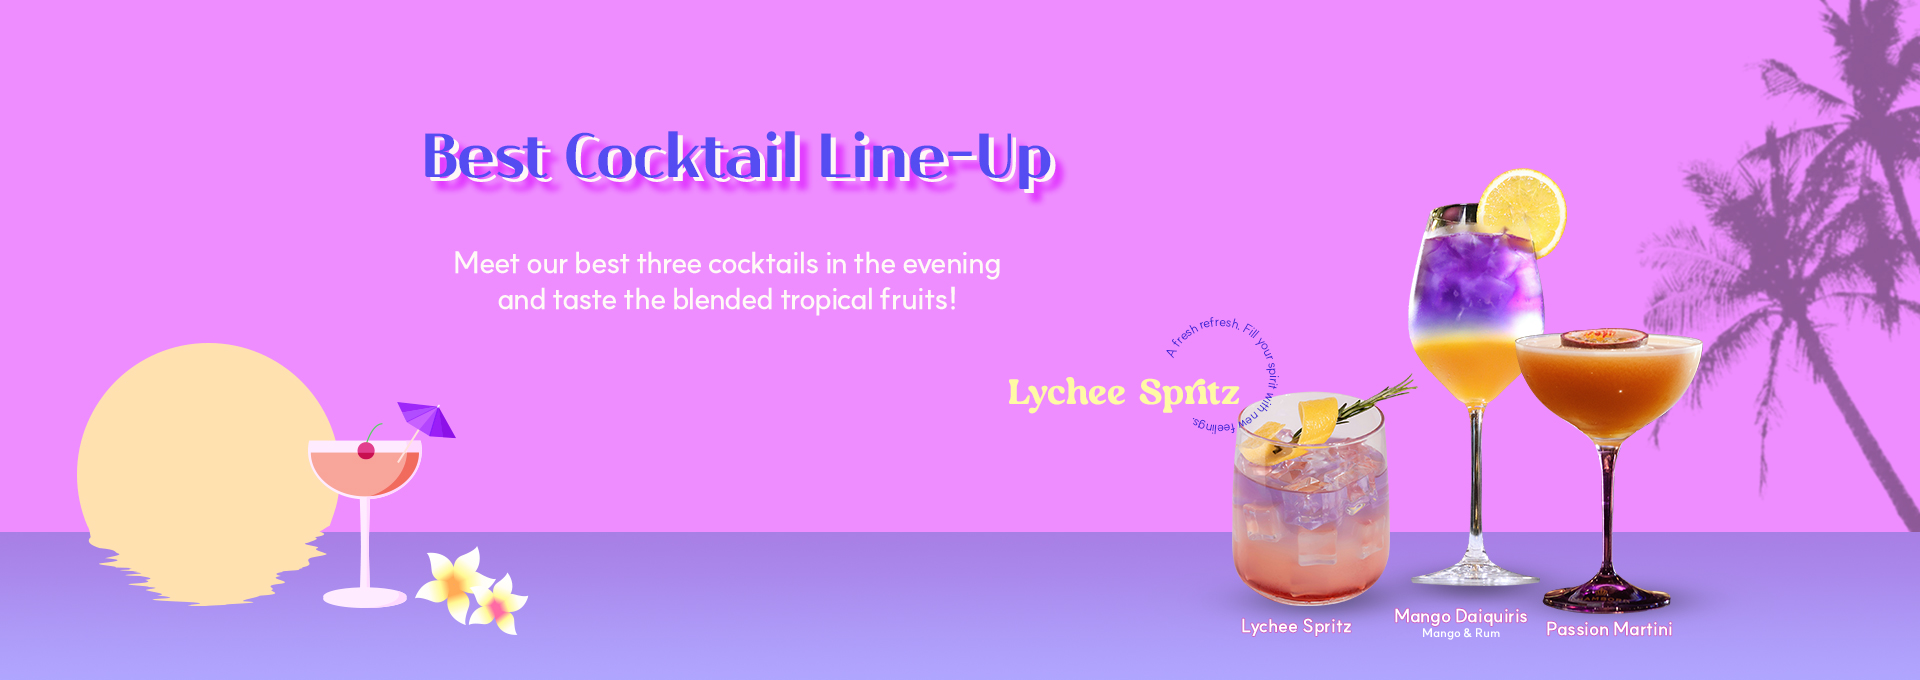 Best Cocktail Line-Up
Meet our best three cocktails in the evening
and taste the blended tropical fruits!
A fresh refresh. Fill your spirit with new feelings.
Lychee Spritz
Lychee Spritz
Mango Daiquiris
Mango & Rum
Passion Martini